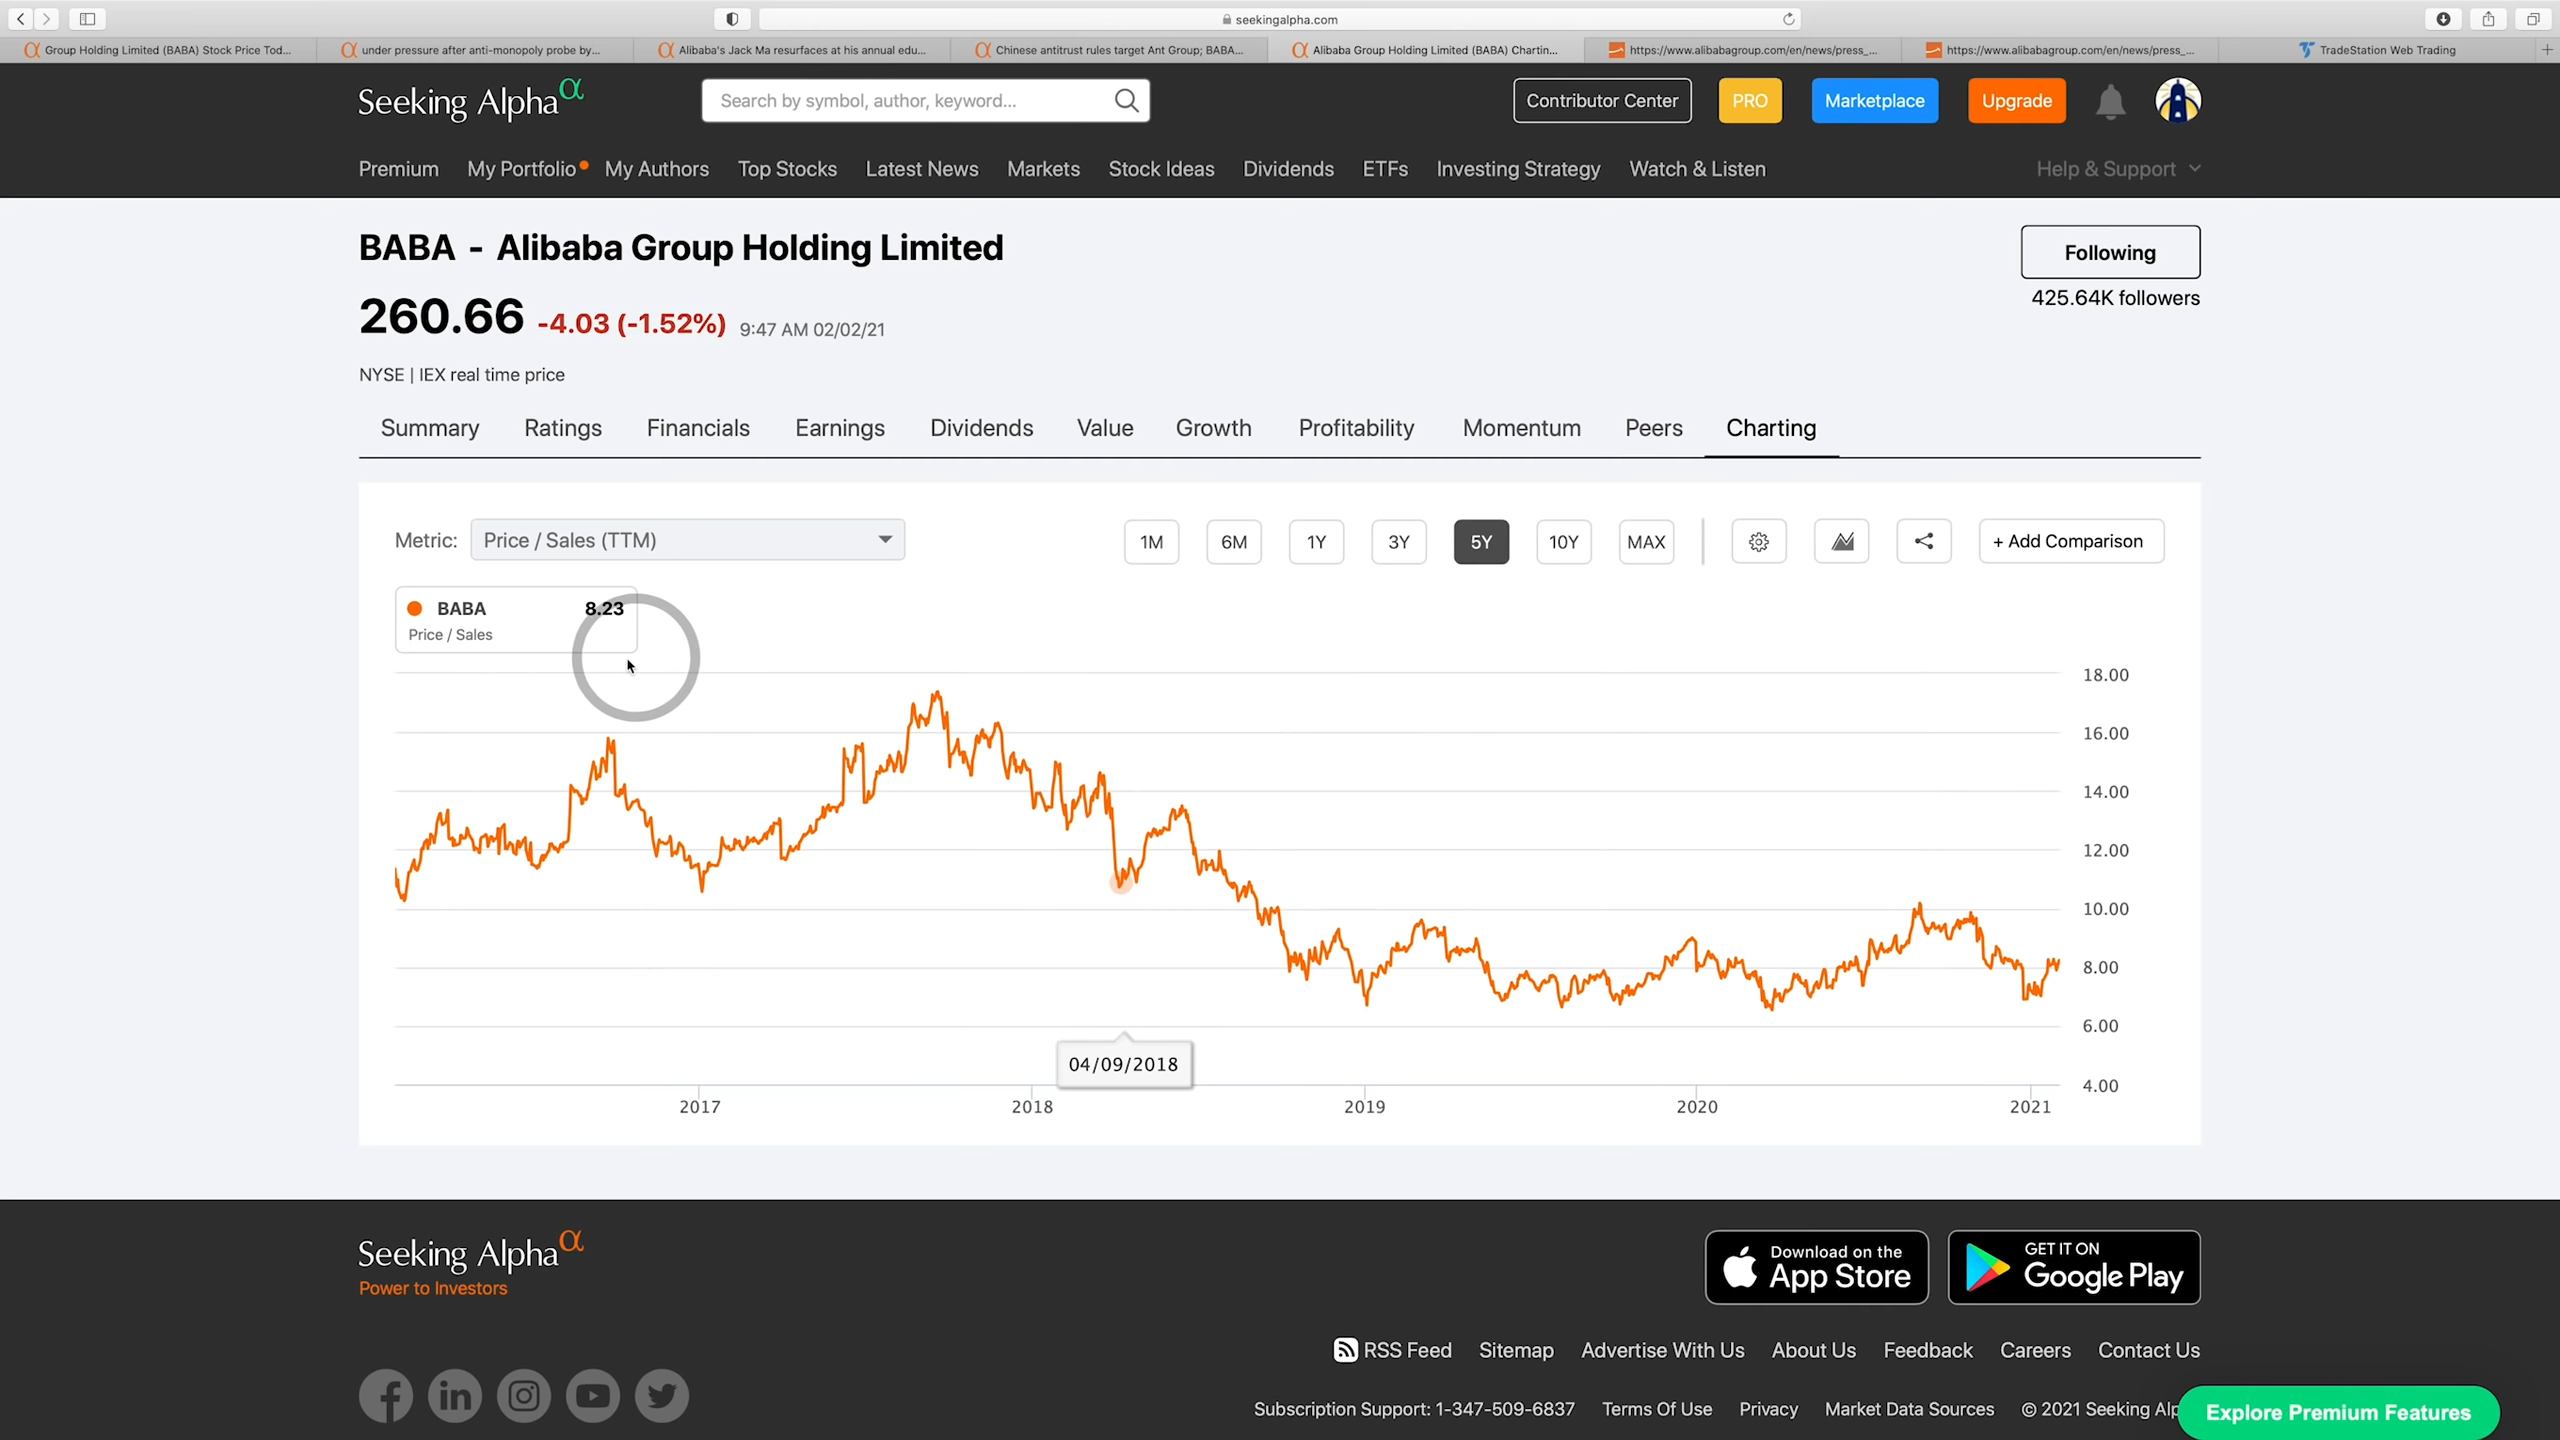 seekingalpha.com
Group Holding Limited (BABA) Stock Price Tod...
under pressure after anti-monopoly probe by...
Alibaba's Jack Ma resurfaces at his annual edu...
Chinese antitrust rules target Ant Group; BABA...
Alibaba Group Holding Limited (BABA) Chartin...
https://www.alibabagroup.com/en/news/press_...
https://www.alibabagroup.com/en/news/press_...
TradeStation Web Trading
Seeking Alpha α
Search by symbol, author, keyword...
Contributor Center
PRO
Marketplace
Upgrade
Premium My Portfolio My Authors Top Stocks Latest News Markets Stock Ideas Dividends ETFs Investing Strategy Watch & Listen Help & Support
BABA - Alibaba Group Holding Limited
Following
425.64K followers
260.66 -4.03 (-1.52%) 9:47 AM 02/02/21
NYSE | IEX real time price
Summary Ratings Financials Earnings Dividends Value Growth Profitability Momentum Peers Charting
Metric: Price / Sales (TTM)
1M 6M 1Y 3Y 5Y 10Y MAX
+ Add Comparison
BABA 8.23
Price / Sales
18.00
16.00
14.00
12.00
10.00
8.00
6.00
4.00
04/09/2018
2017 2018 2019 2020 2021
Seeking Alpha α
Power to Investors
Download on the
App Store
GET IT ON
Google Play
RSS Feed Sitemap Advertise With Us About Us Feedback Careers Contact Us
Subscription Support: 1-347-509-6837 Terms Of Use Privacy Market Data Sources © 2021 Seeking Alp
Explore Premium Features